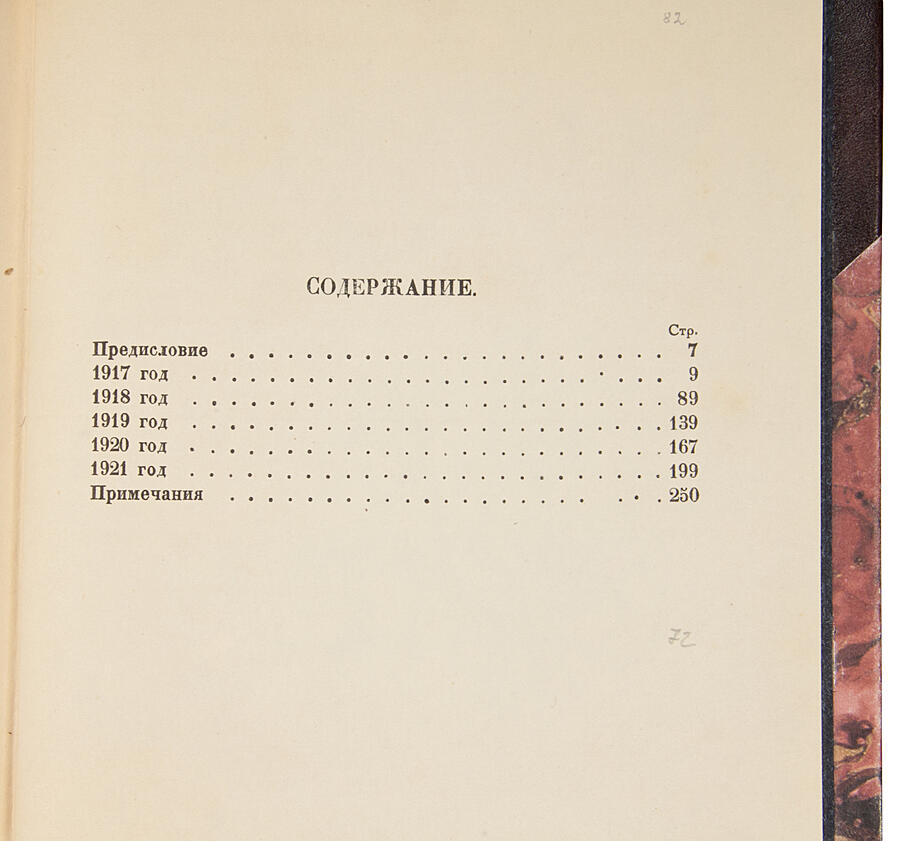 82
СОДЕРЖАНИЕ.
Стр.
Предисловие . . . . . . . . . . . . . . . . . . . . . . . 7
1917 год . . . . . . . . . . . . . . . . . . . . . . . . . 9
1918 год . . . . . . . . . . . . . . . . . . . . . . . . . 89
1919 год . . . . . . . . . . . . . . . . . . . . . . . . . 139
1920 год . . . . . . . . . . . . . . . . . . . . . . . . . 167
1921 год . . . . . . . . . . . . . . . . . . . . . . . . . 199
Примечания . . . . . . . . . . . . . . . . . . . . . . 250
72